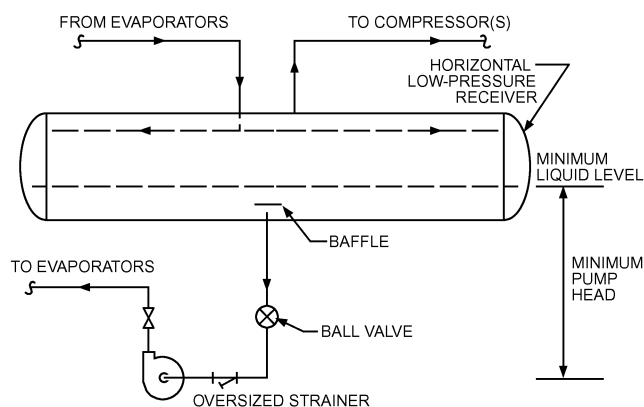 FROM EVAPORATORS
TO COMPRESSOR(S)
HORIZONTAL
LOW-PRESSURE
RECEIVER
MINIMUM
LIQUID LEVEL
BAFFLE
TO EVAPORATORS
MINIMUM
PUMP
HEAD
BALL VALVE
OVERSIZED STRAINER